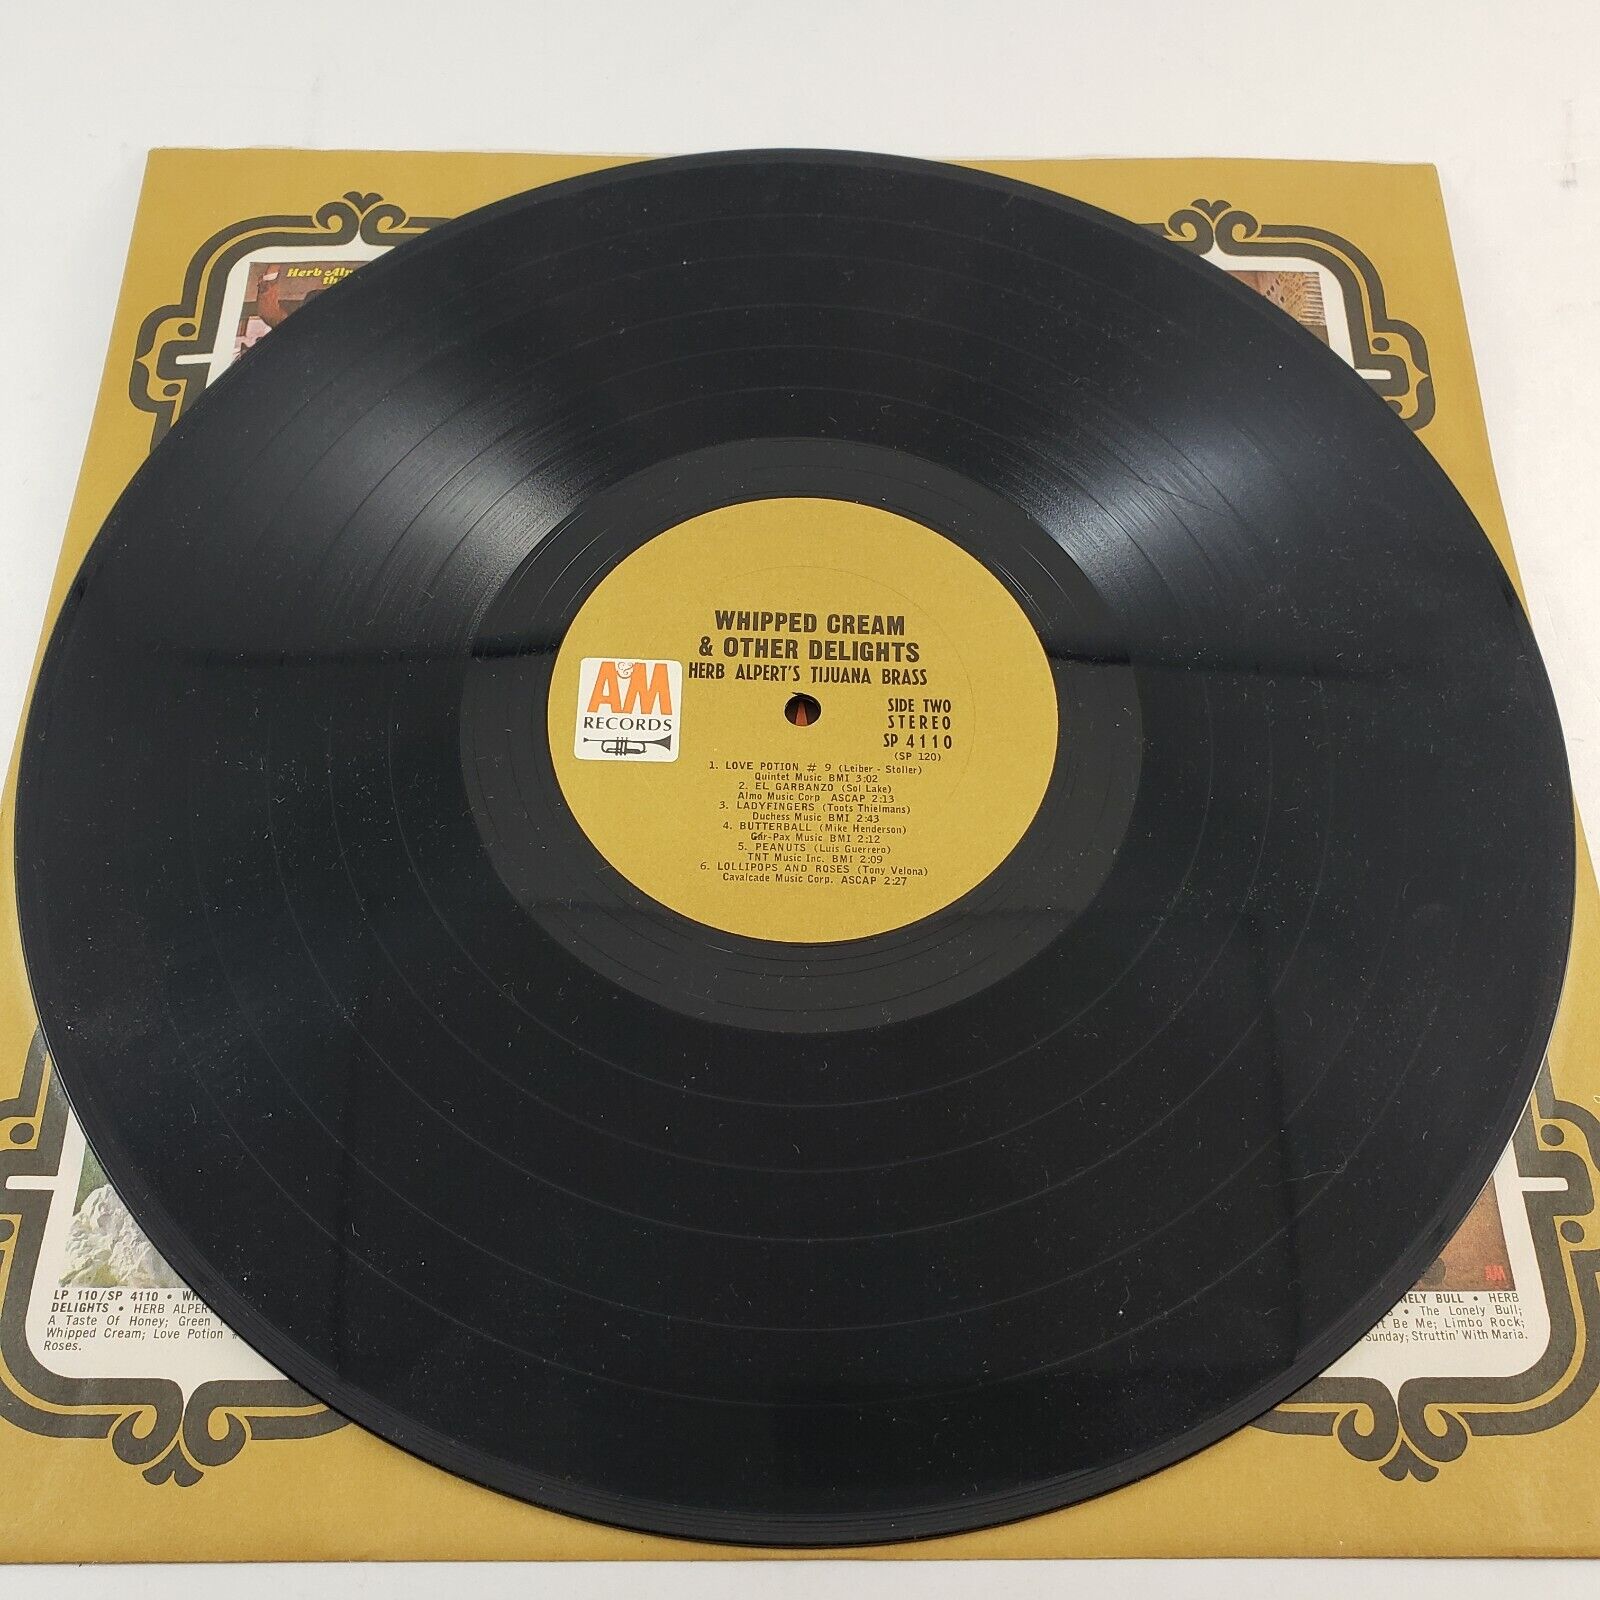 Herb
WHIPPED CREAM
& OTHER DELIGHTS
HERB ALPERT'S TIJUANA BRASS
A&M
RECORDS
SIDE TWO
STEREO
SP 4110
(SP 120)
1. LOVE POTION # 9 (Leiber - Stoller)
Quintet Music BMI 3:02
2. EL GARBANZO (Sol Lake)
Almo Music Corp ASCAP 2:13
3. LADYFINGERS (Toots Thielmans)
Duchess Music BMI 2:43
4. BUTTERBALL (Mike Henderson)
Gar-Pax Music BMI 2:12
5. PEANUTS (Luis Guerrero)
TNT Music Inc. BMI 2:09
6. LOLLIPOPS AND ROSES (Tony Velona)
Cavalcade Music Corp. ASCAP 2:27
LP 110/SP 4110 •
DELIGHTS • HERB
A Taste Of Honey; Green
Whipped Cream; Love Potion
Roses.
A&M
BULL • HERB
• The Lonely Bull;
Be Me; Limbo Rock;
Sunday; Struttin' With Maria.